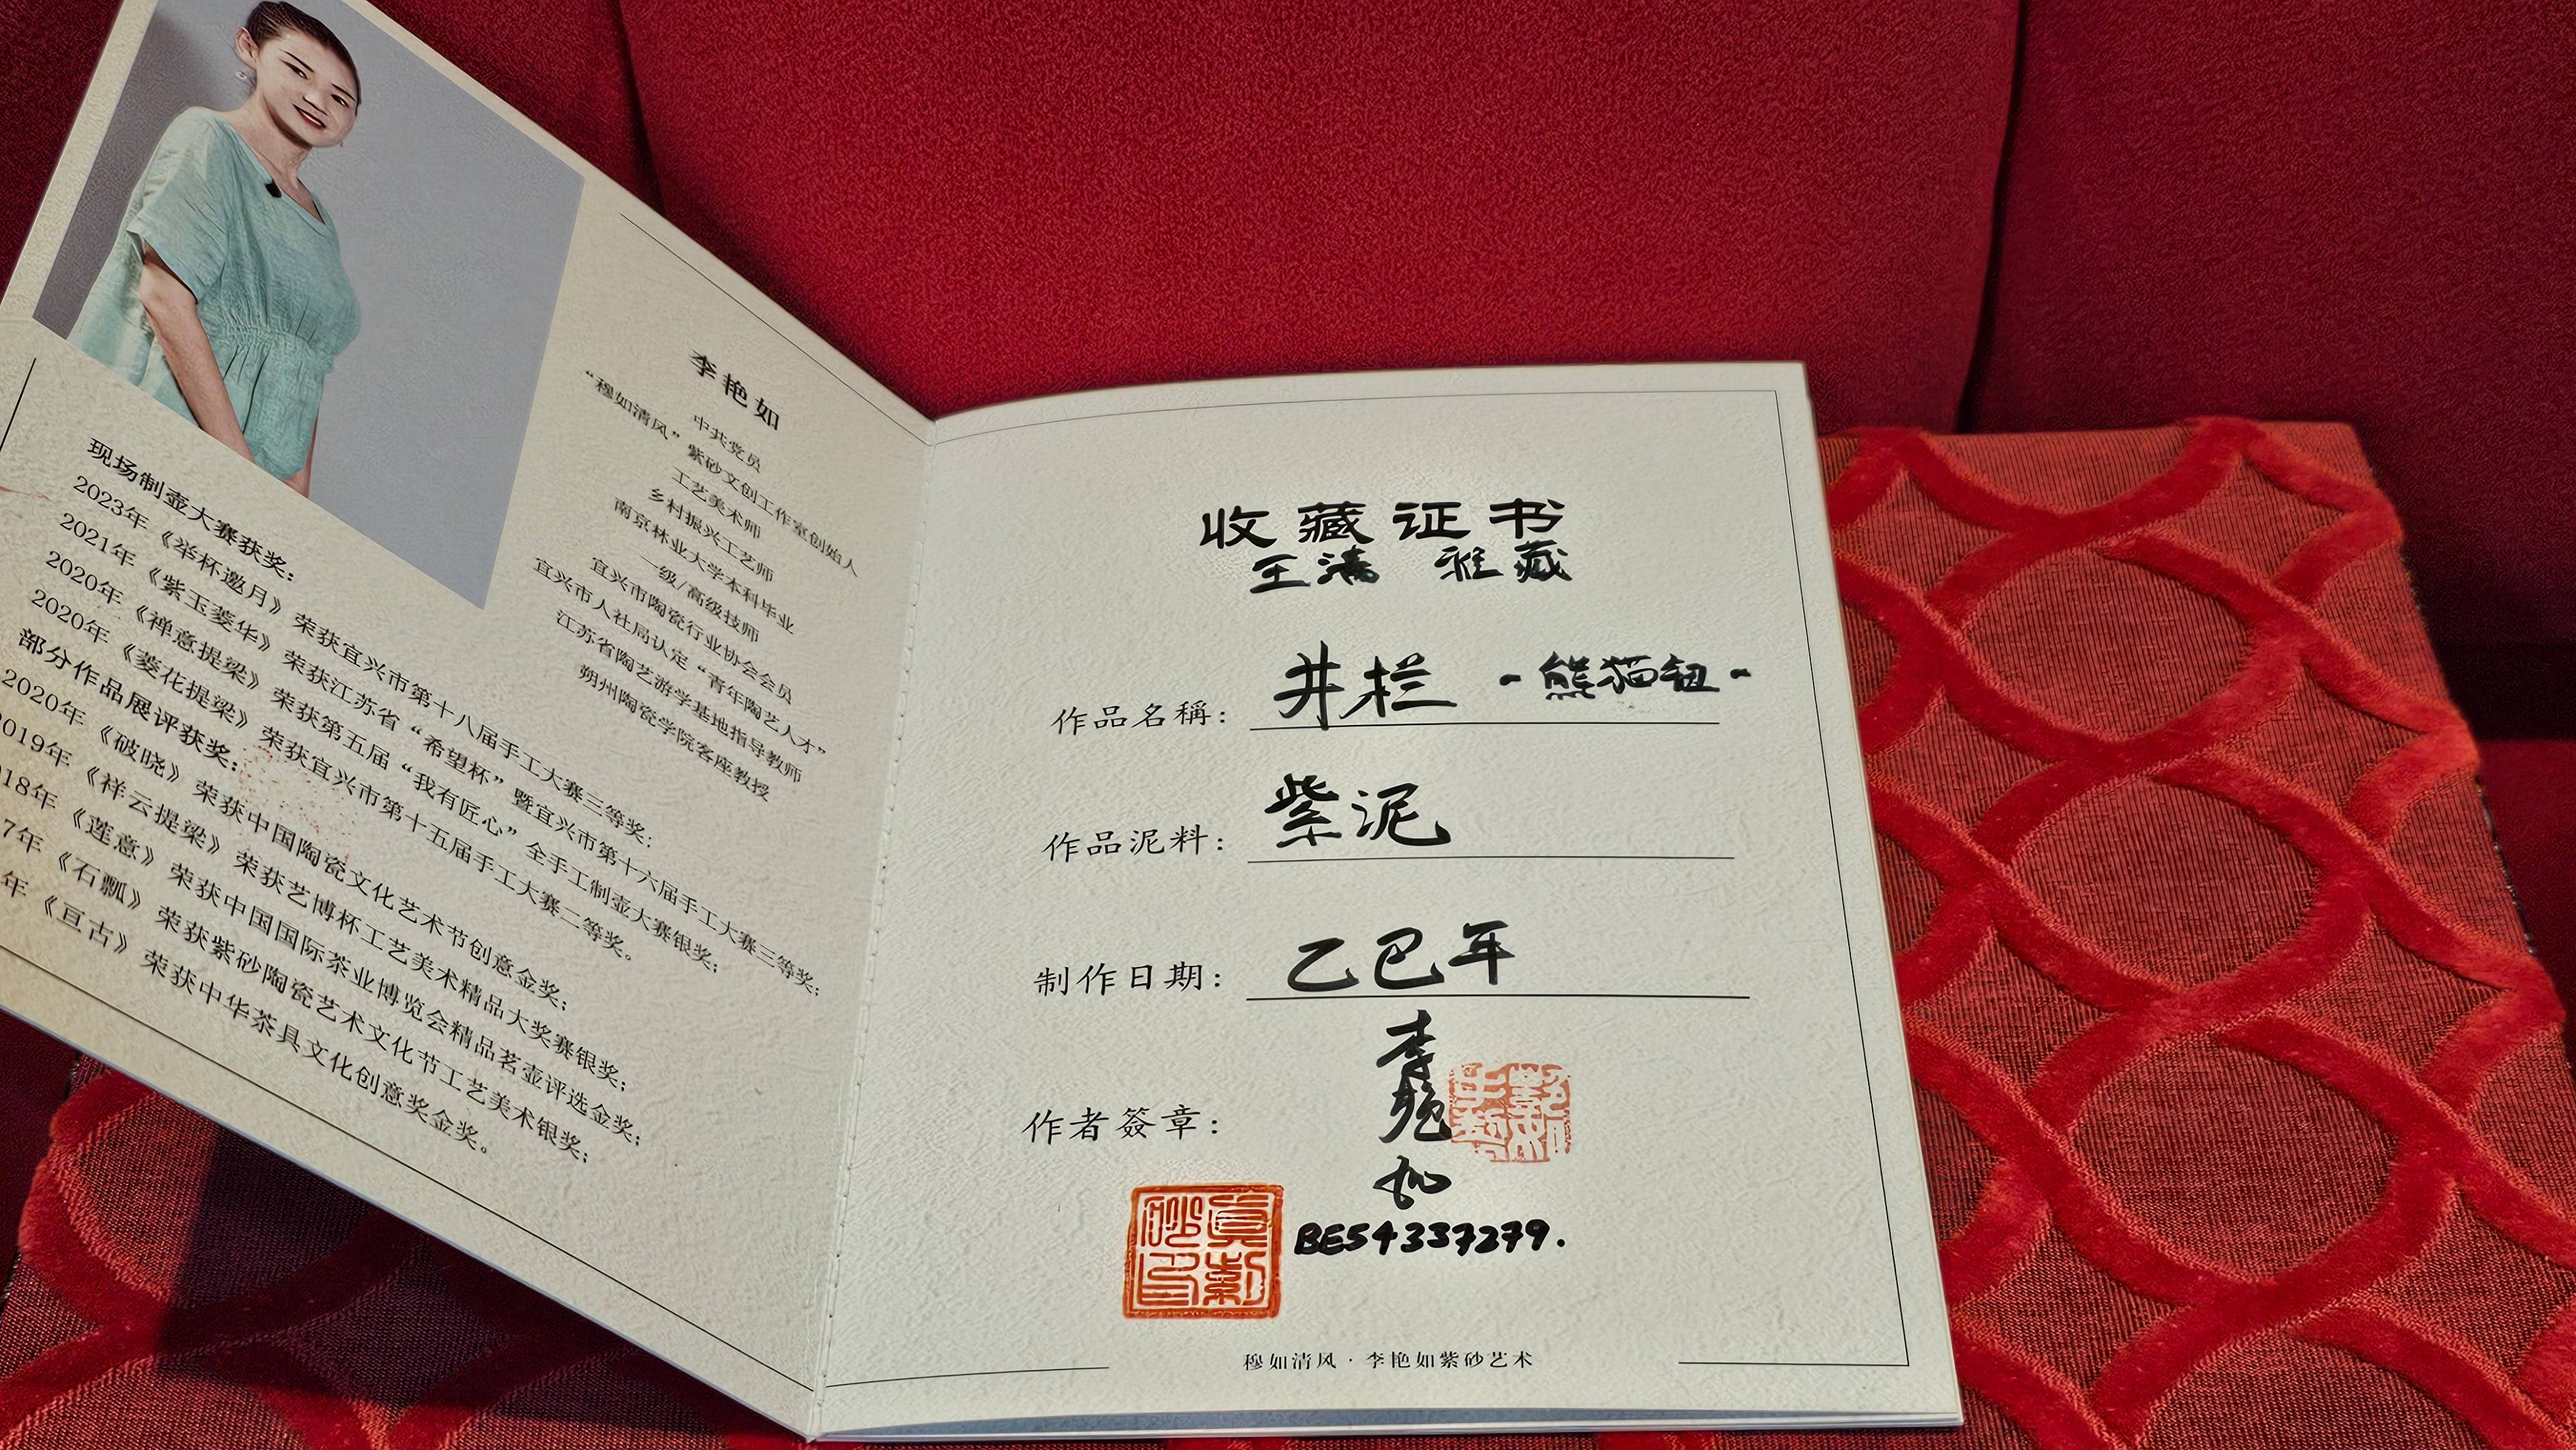 李艳如
中共党员
“穆如清风”紫砂文创工作室创始人
工艺美术师
乡村振兴工艺师
南京林业大学本科毕业
一级/高级技师
宜兴市陶瓷行业协会会员
宜兴市人社局认定“青年陶艺人才”
江苏省陶艺游学基地指导教师
朔州陶瓷学院客座教授
现场制壶大赛获奖：
2023年《举杯邀月》荣获宜兴市第十八届手工大赛三等奖；
2021年《紫玉菱华》荣获江苏省“希望杯”暨宜兴市第十六届手工大赛三等奖；
2020年《禅意提梁》荣获第五届“我有匠心”全手工制壶大赛银奖；
2020年《菱花提梁》荣获宜兴市第十五届手工大赛二等奖。
部分作品展评获奖：
2020年《破晓》荣获中国陶瓷文化艺术节创意金奖；
019年《祥云提梁》荣获艺博杯工艺美术精品大奖赛银奖；
18年《莲意》荣获中国国际茶业博览会精品茗壶评选金奖；
7年《石瓢》荣获紫砂陶瓷艺术文化节工艺美术银奖；
年《亘古》荣获中华茶具文化创意奖金奖。
收藏证书
王涛 雅藏
作品名稱：井栏 -熊猫钮-
作品泥料：紫泥
制作日期：乙巳年
作者簽章：李艳如
BE54337279.
穆如清风·李艳如紫砂艺术